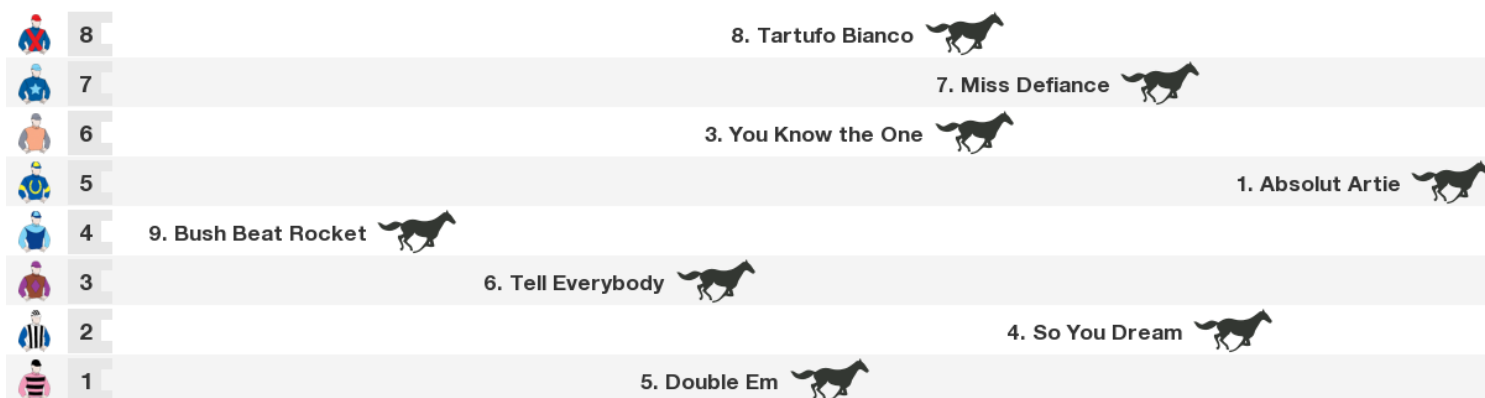 8 8. Tartufo Bianco
7 7. Miss Defiance
6 3. You Know the One
5 1. Absolut Artie
4 9. Bush Beat Rocket
3 6. Tell Everybody
2 4. So You Dream
1 5. Double Em